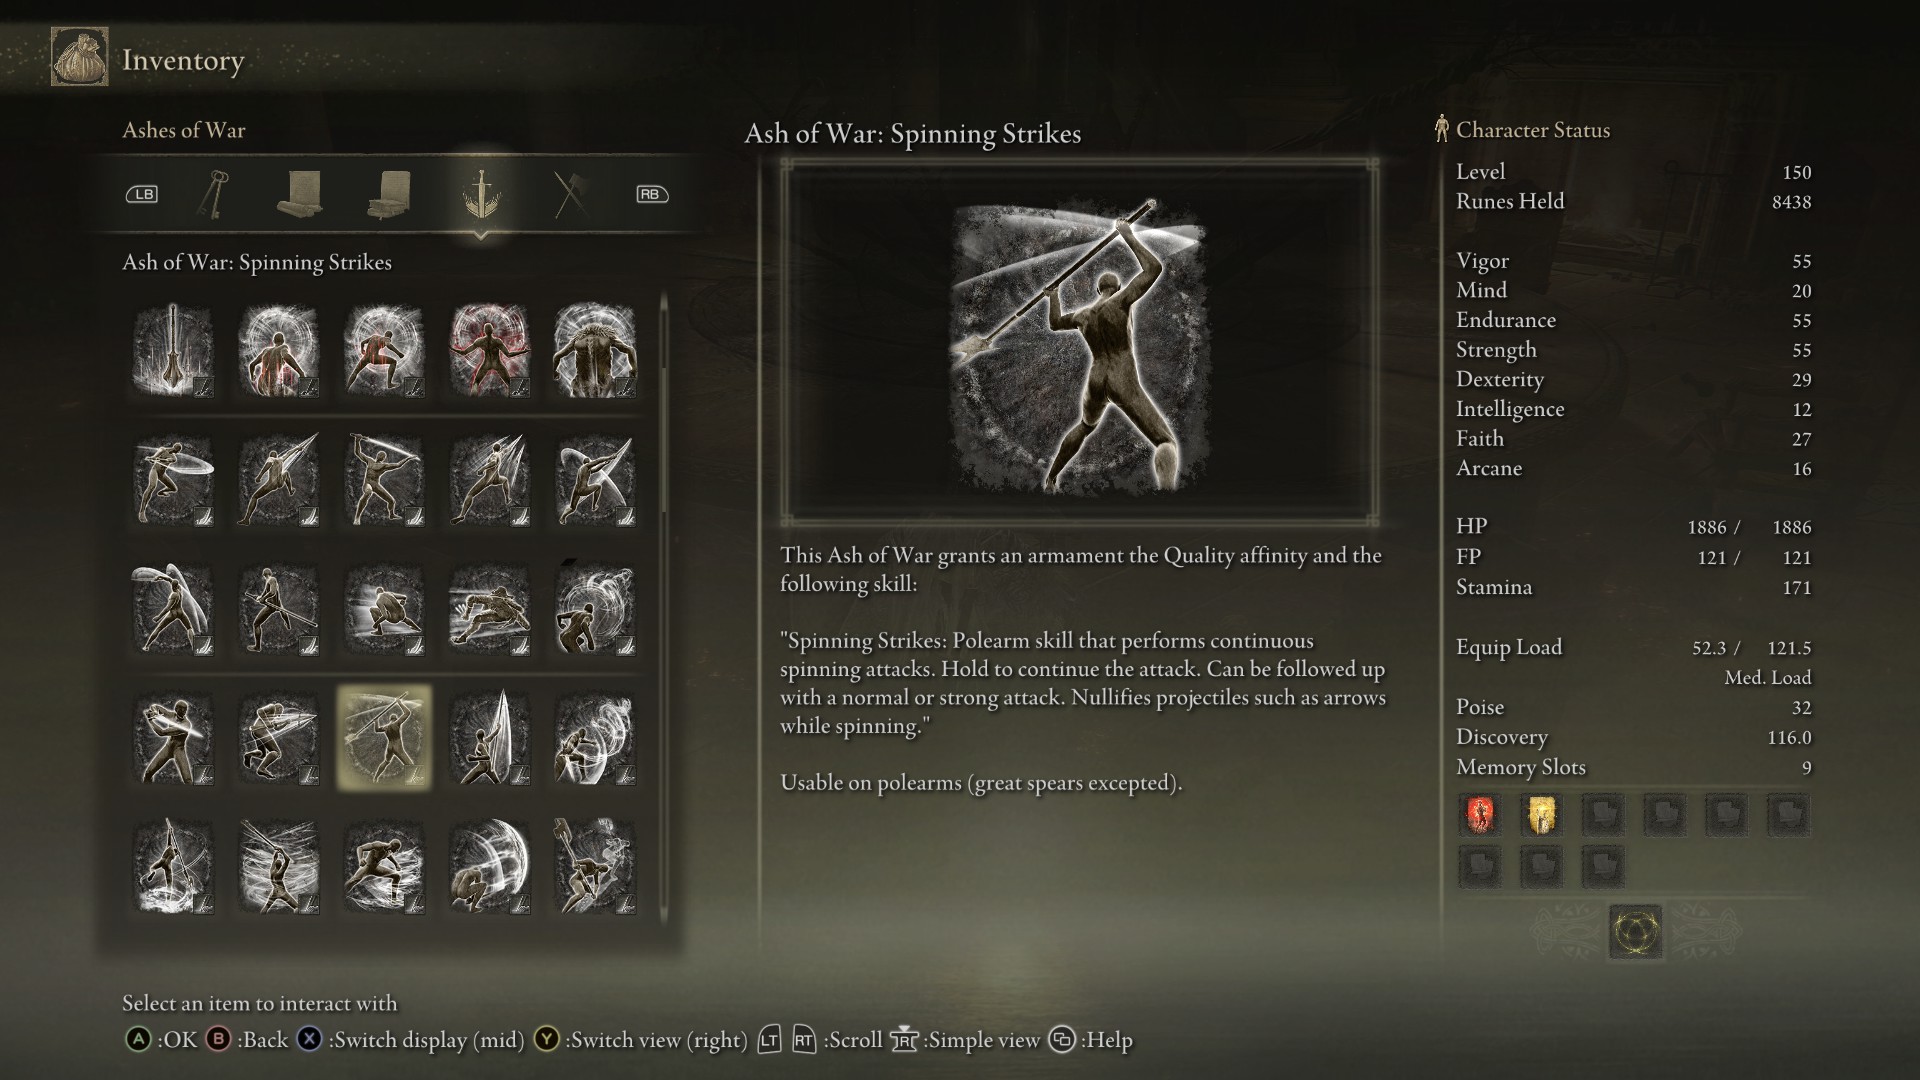 Inventory
Ashes of War
LB
RB
Ash of War: Spinning Strikes
Ash of War: Spinning Strikes
This Ash of War grants an armament the Quality affinity and the
following skill:
"Spinning Strikes: Polearm skill that performs continuous
spinning attacks. Hold to continue the attack. Can be followed up
with a normal or strong attack. Nullifies projectiles such as arrows
while spinning."
Usable on polearms (great spears excepted).
Character Status
Level 150
Runes Held 8438
Vigor 55
Mind 20
Endurance 55
Strength 55
Dexterity 29
Intelligence 12
Faith 27
Arcane 16
HP 1886 / 1886
FP 121 / 121
Stamina 171
Equip Load 52.3 / 121.5
Med. Load
Poise 32
Discovery 116.0
Memory Slots 9
Select an item to interact with
A :OK B :Back X :Switch display (mid) Y :Switch view (right) LT RT :Scroll R :Simple view :Help